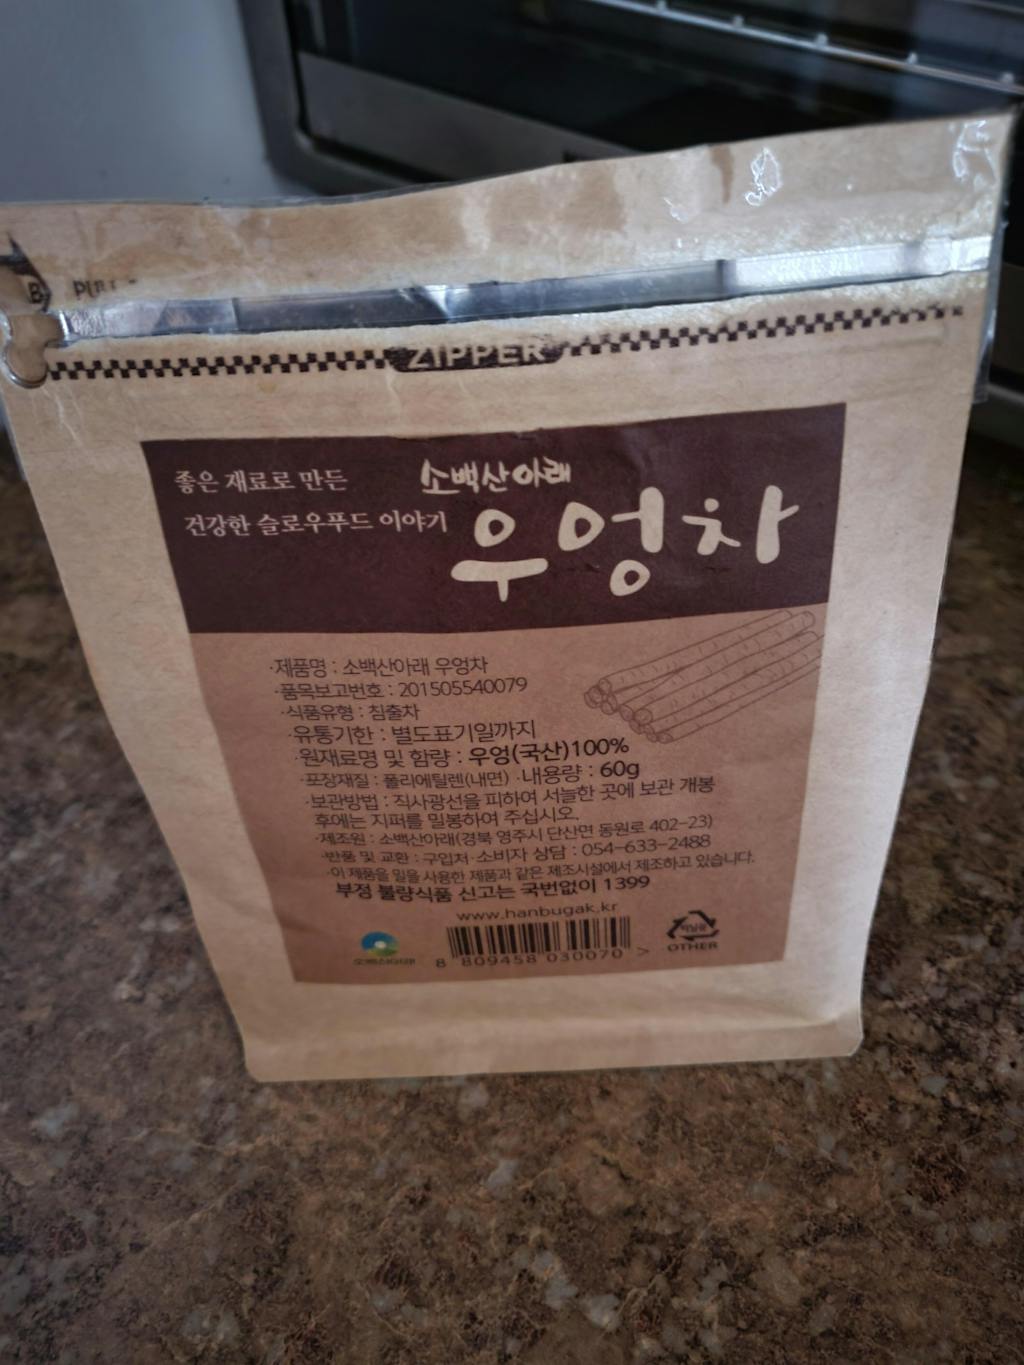 ZIPPER
좋은 재료로 만든
건강한 슬로우푸드 이야기
소백산아래
우엉차
·제품명 : 소백산아래 우엉차
·품목보고번호 : 201505540079
·식품유형 : 침출차
·유통기한 : 별도표기일까지
·원재료명 및 함량 : 우엉(국산)100%
·포장재질 : 폴리에틸렌(내면) ·내용량 : 60g
·보관방법 : 직사광선을 피하여 서늘한 곳에 보관 개봉
후에는 지퍼를 밀봉하여 주십시오.
·제조원 : 소백산아래(경북 영주시 단산면 동원로 402-23)
·반품 및 교환 : 구입처·소비자 상담 : 054-633-2488
·이 제품을 밀을 사용한 제품과 같은 제조시설에서 제조하고 있습니다.
부정 불량식품 신고는 국번없이 1399
www.hanbugak.kr
소백산아래
8 809458 030070 >
OTHER